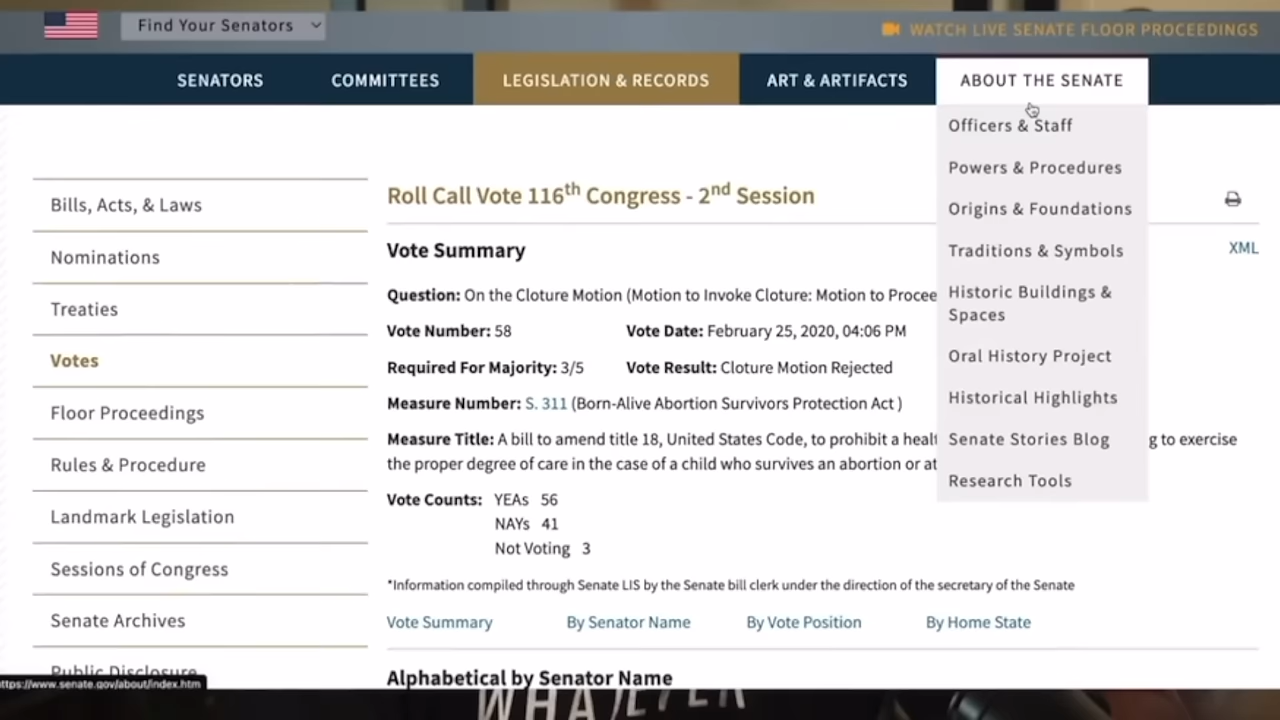 Find Your Senators
WATCH LIVE SENATE FLOOR PROCEEDINGS
SENATORS
COMMITTEES
LEGISLATION & RECORDS
ART & ARTIFACTS
ABOUT THE SENATE
Officers & Staff
Powers & Procedures
Origins & Foundations
Traditions & Symbols
Historic Buildings &
Spaces
Oral History Project
Historical Highlights
Senate Stories Blog
Research Tools
Bills, Acts, & Laws
Nominations
Treaties
Votes
Floor Proceedings
Rules & Procedure
Landmark Legislation
Sessions of Congress
Senate Archives
Public Disclosure
Roll Call Vote 116th Congress - 2nd Session
XML
Vote Summary
Question: On the Cloture Motion (Motion to Invoke Cloture: Motion to Procee
Vote Number: 58 Vote Date: February 25, 2020, 04:06 PM
Required For Majority: 3/5 Vote Result: Cloture Motion Rejected
Measure Number: S. 311 (Born-Alive Abortion Survivors Protection Act )
Measure Title: A bill to amend title 18, United States Code, to prohibit a heal g to exercise
the proper degree of care in the case of a child who survives an abortion or at
Vote Counts: YEAs 56
NAYs 41
Not Voting 3
*Information compiled through Senate LIS by the Senate bill clerk under the direction of the secretary of the Senate
Vote Summary By Senator Name By Vote Position By Home State
Alphabetical by Senator Name
ttps://www.senate.gov/about/index.htm